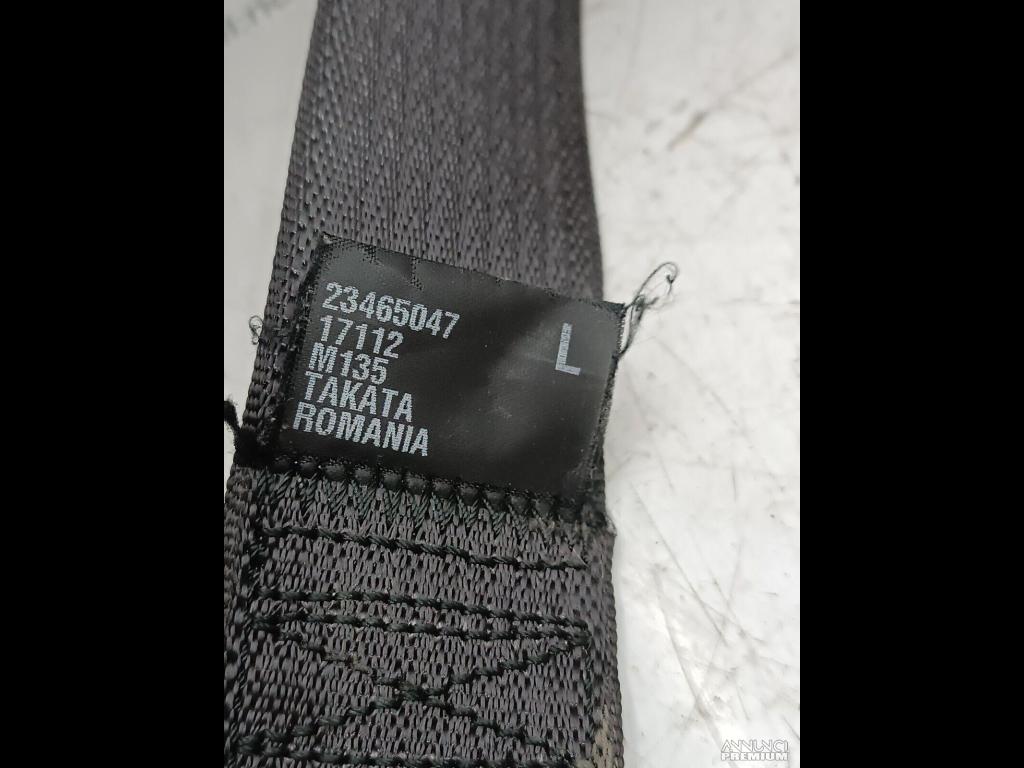 23465047
L
17112
M135
TAKATA
ROMANIA
ANNUNCI
PREMIUM